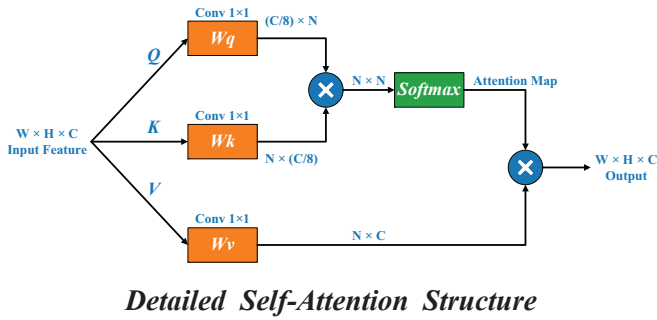 Conv 1×1
(C/8) × N
Wq
Q
N × N
Softmax
Attention Map
Conv 1×1
K
Wk
W × H × C
Input Feature
N × (C/8)
W × H × C
Output
V
Conv 1×1
Wv
N × C
Detailed Self-Attention Structure